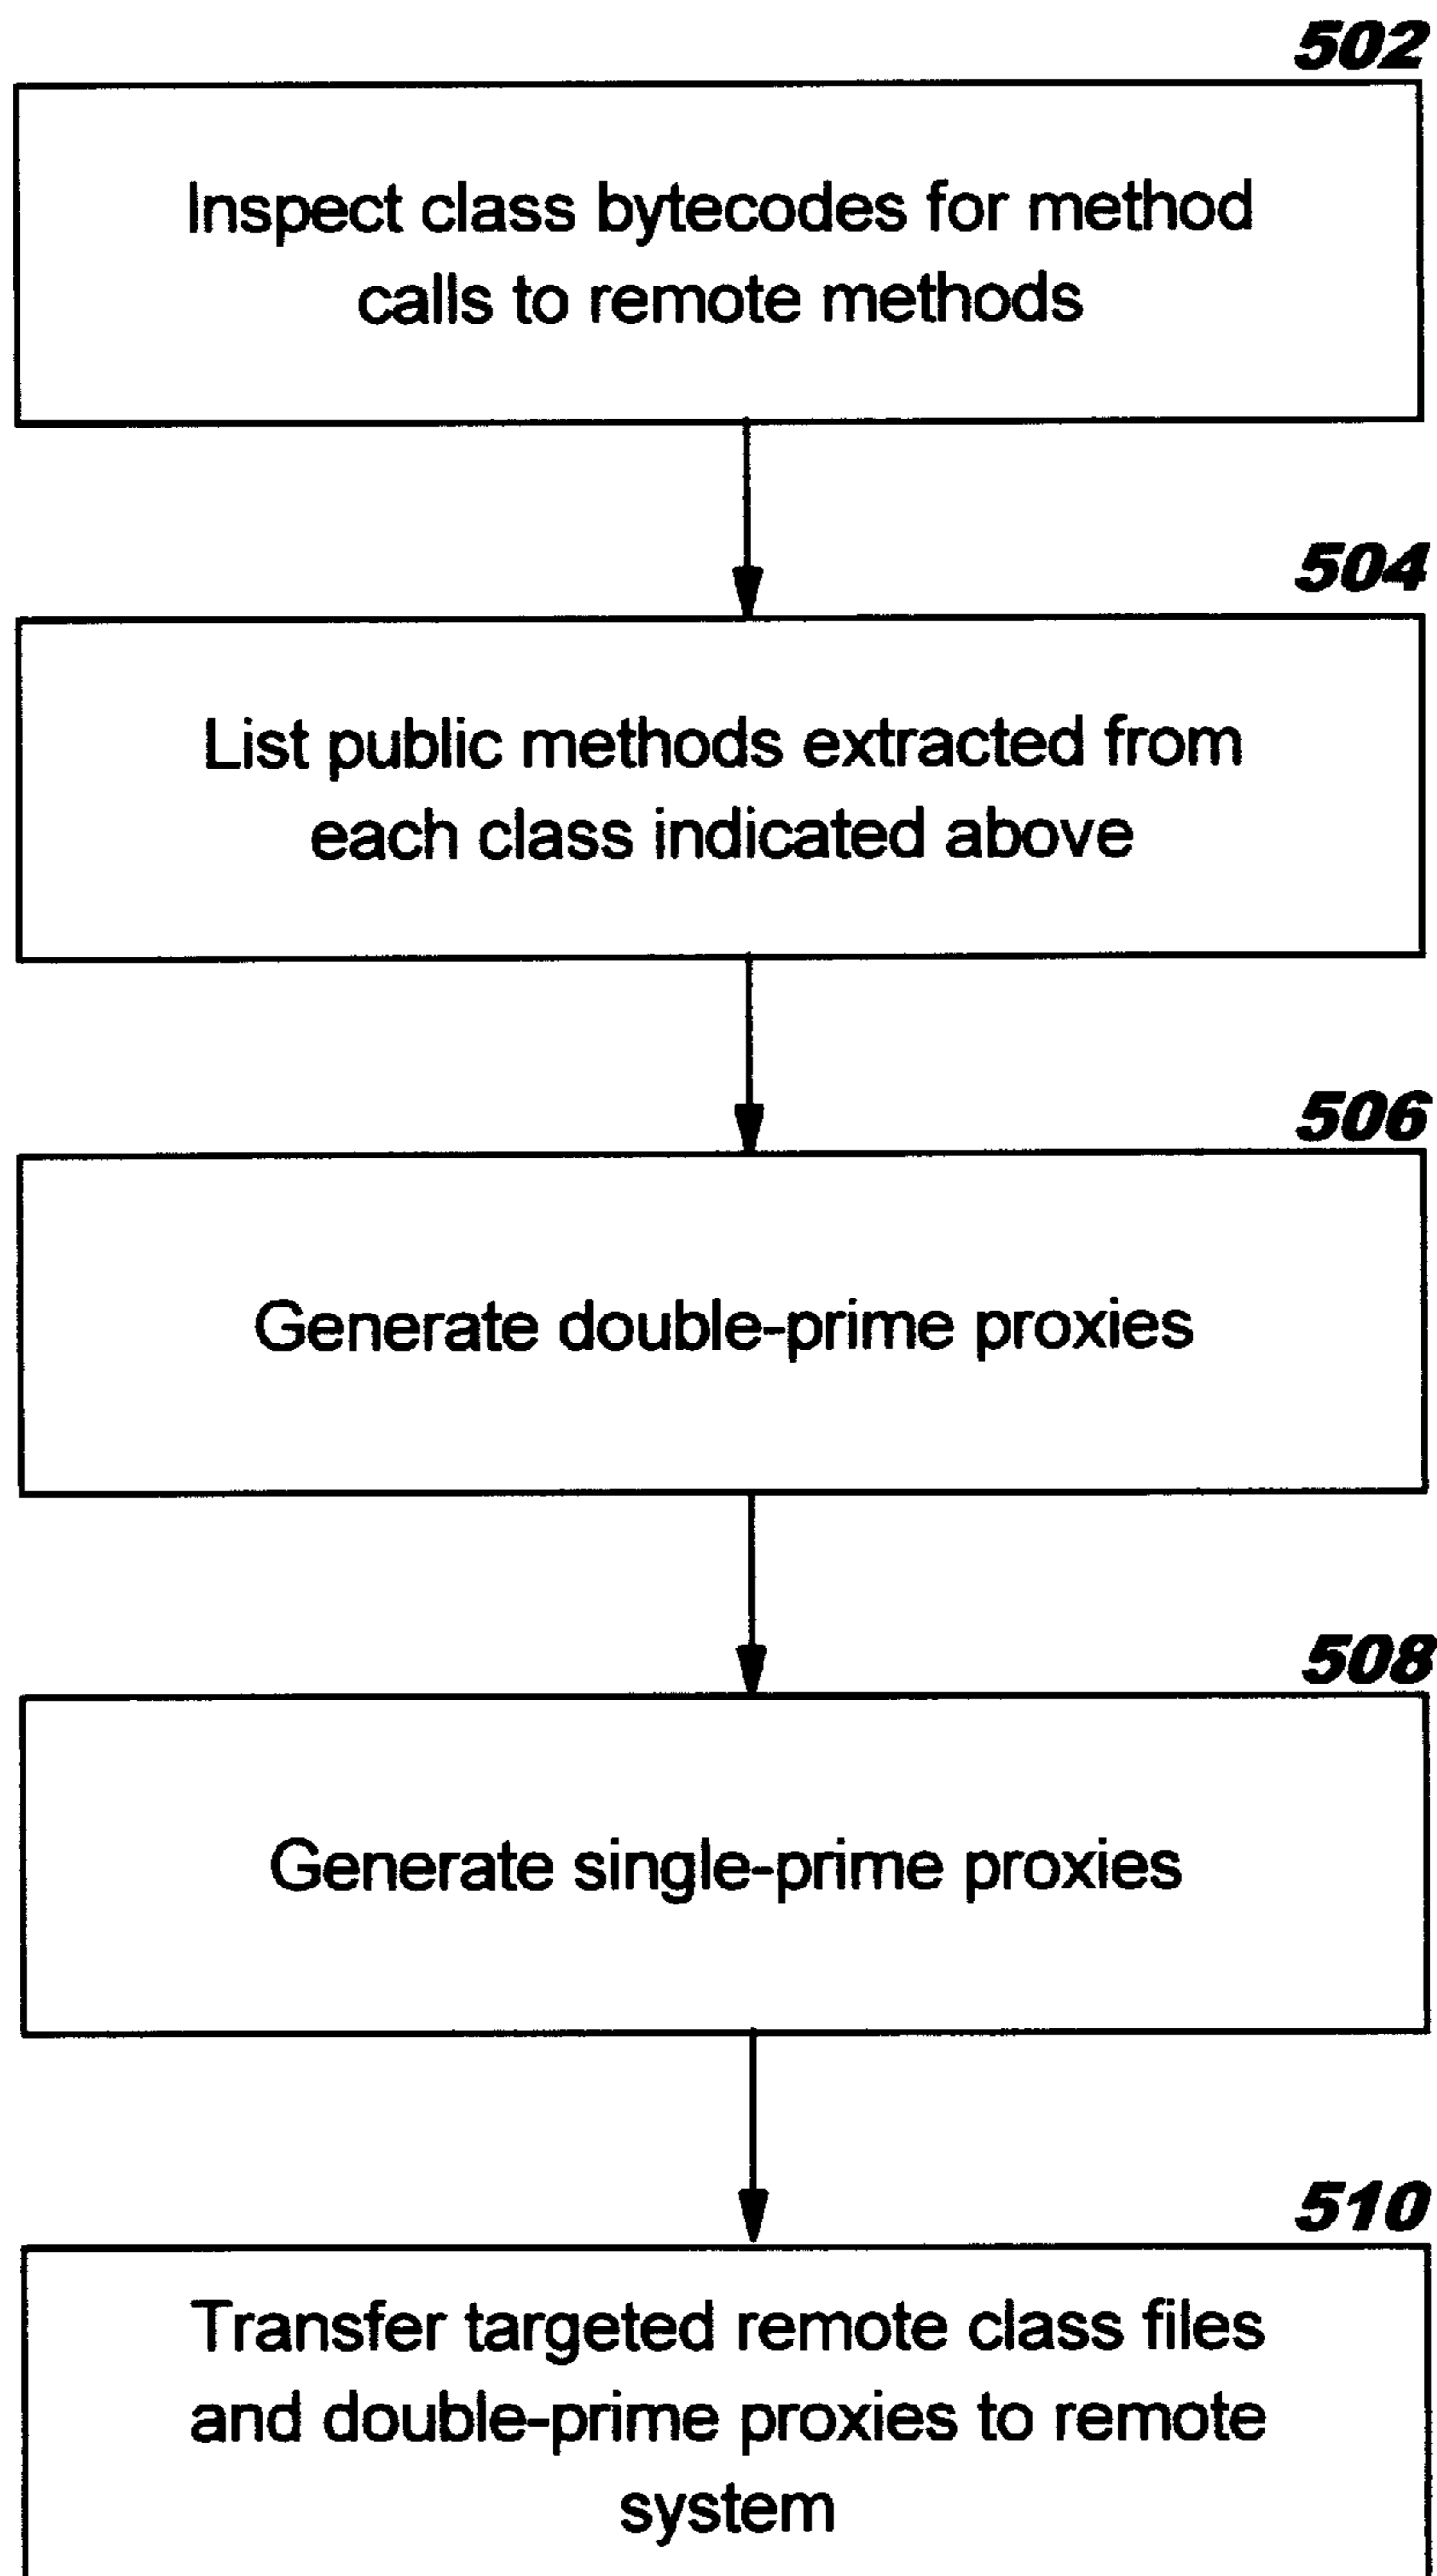 502
Inspect class bytecodes for method
calls to remote methods
504
List public methods extracted from
each class indicated above
506
Generate double-prime proxies
508
Generate single-prime proxies
510
Transfer targeted remote class files
and double-prime proxies to remote
system